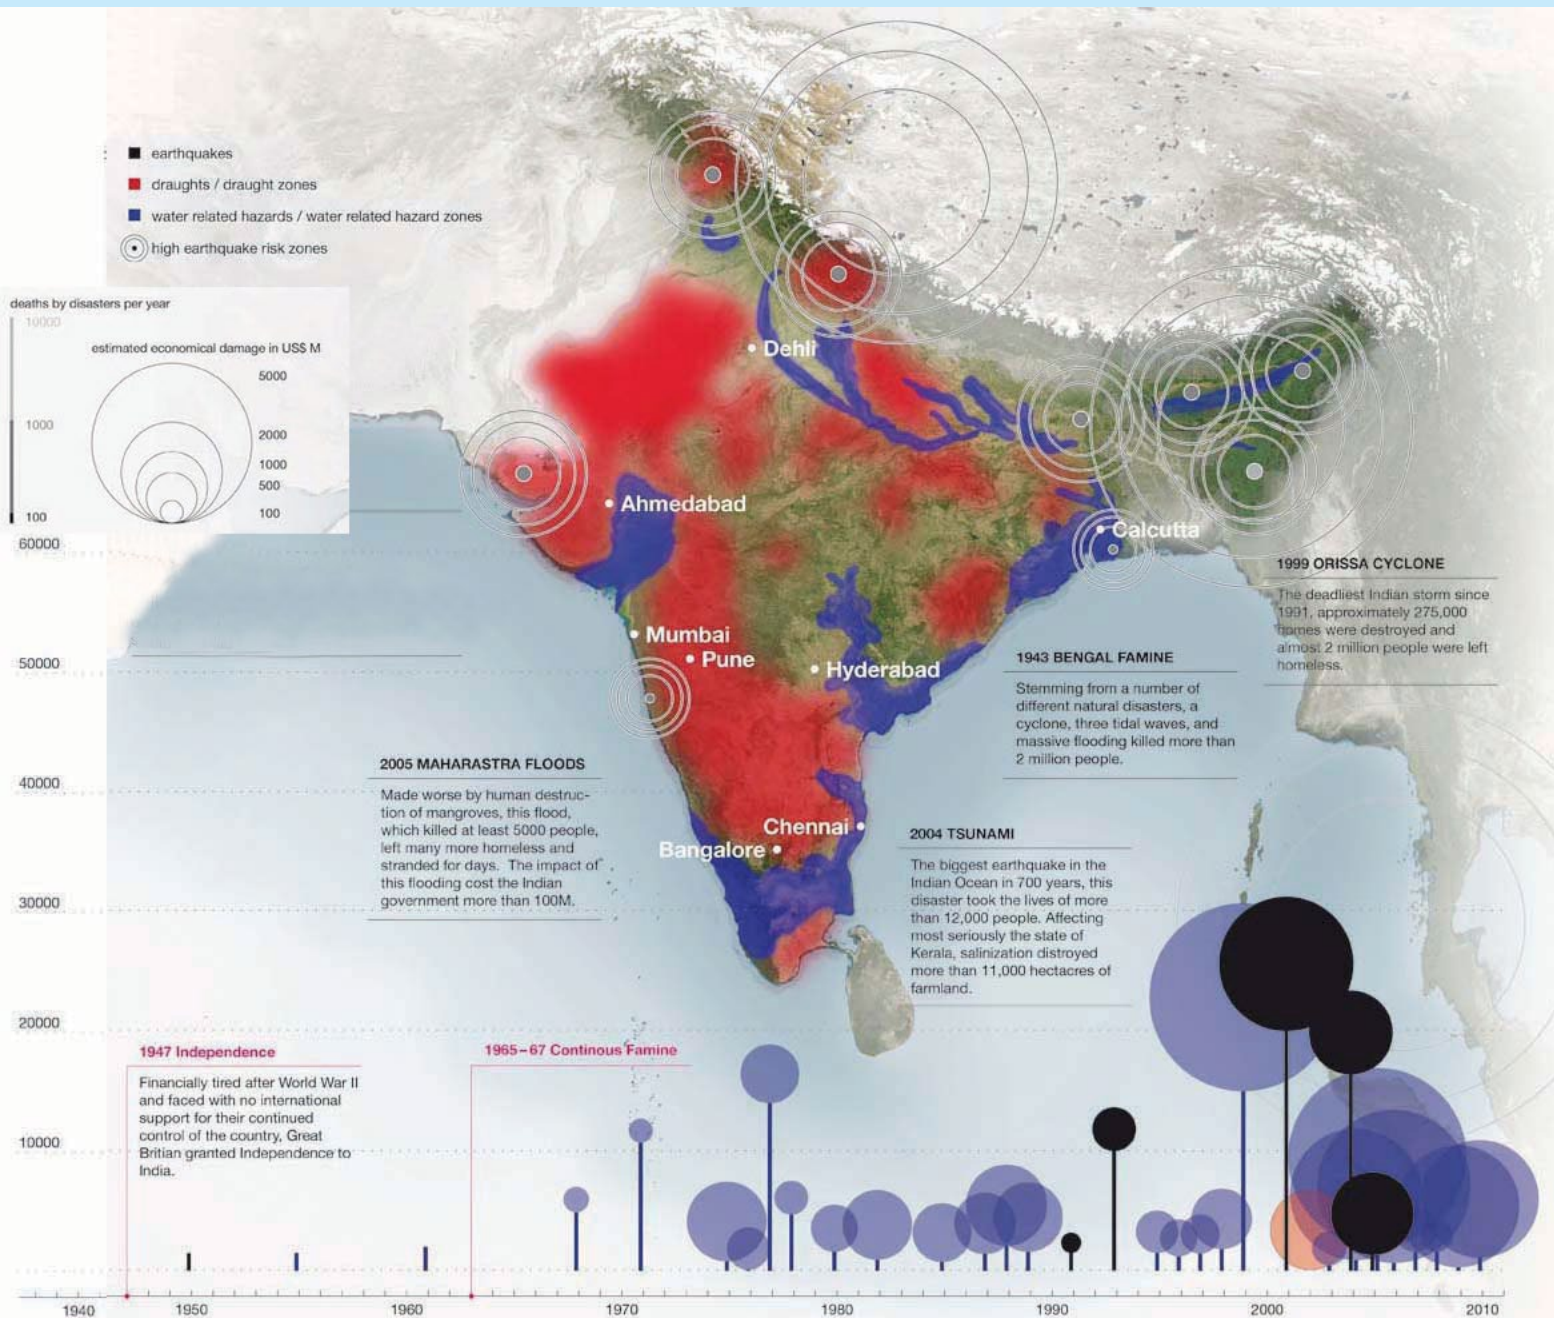 :
earthquakes
draughts / draught zones
water related hazards / water related hazard zones
high earthquake risk zones
deaths by disasters per year
10000
1000
100
estimated economical damage in US$ M
5000
2000
1000
500
100
Dehli
Ahmedabad
Calcutta
Mumbai
Pune
Hyderabad
Chennai
Bangalore
1999 ORISSA CYCLONE
The deadliest Indian storm since
1991, approximately 275,000
homes were destroyed and
almost 2 million people were left
homeless.
1943 BENGAL FAMINE
Stemming from a number of
different natural disasters, a
cyclone, three tidal waves, and
massive flooding killed more than
2 million people.
2005 MAHARASTRA FLOODS
Made worse by human destruc-
tion of mangroves, this flood,
which killed at least 5000 people,
left many more homeless and
stranded for days. The impact of
this flooding cost the Indian
government more than 100M.
2004 TSUNAMI
The biggest earthquake in the
Indian Ocean in 700 years, this
disaster took the lives of more
than 12,000 people. Affecting
most seriously the state of
Kerala, salinization distroyed
more than 11,000 hectacres of
farmland.
1947 Independence
Financially tired after World War II
and faced with no international
support for their continued
control of the country, Great
Britian granted Independence to
India.
1965–67 Continous Famine
60000
50000
40000
30000
20000
10000
1940
1950
1960
1970
1980
1990
2000
2010